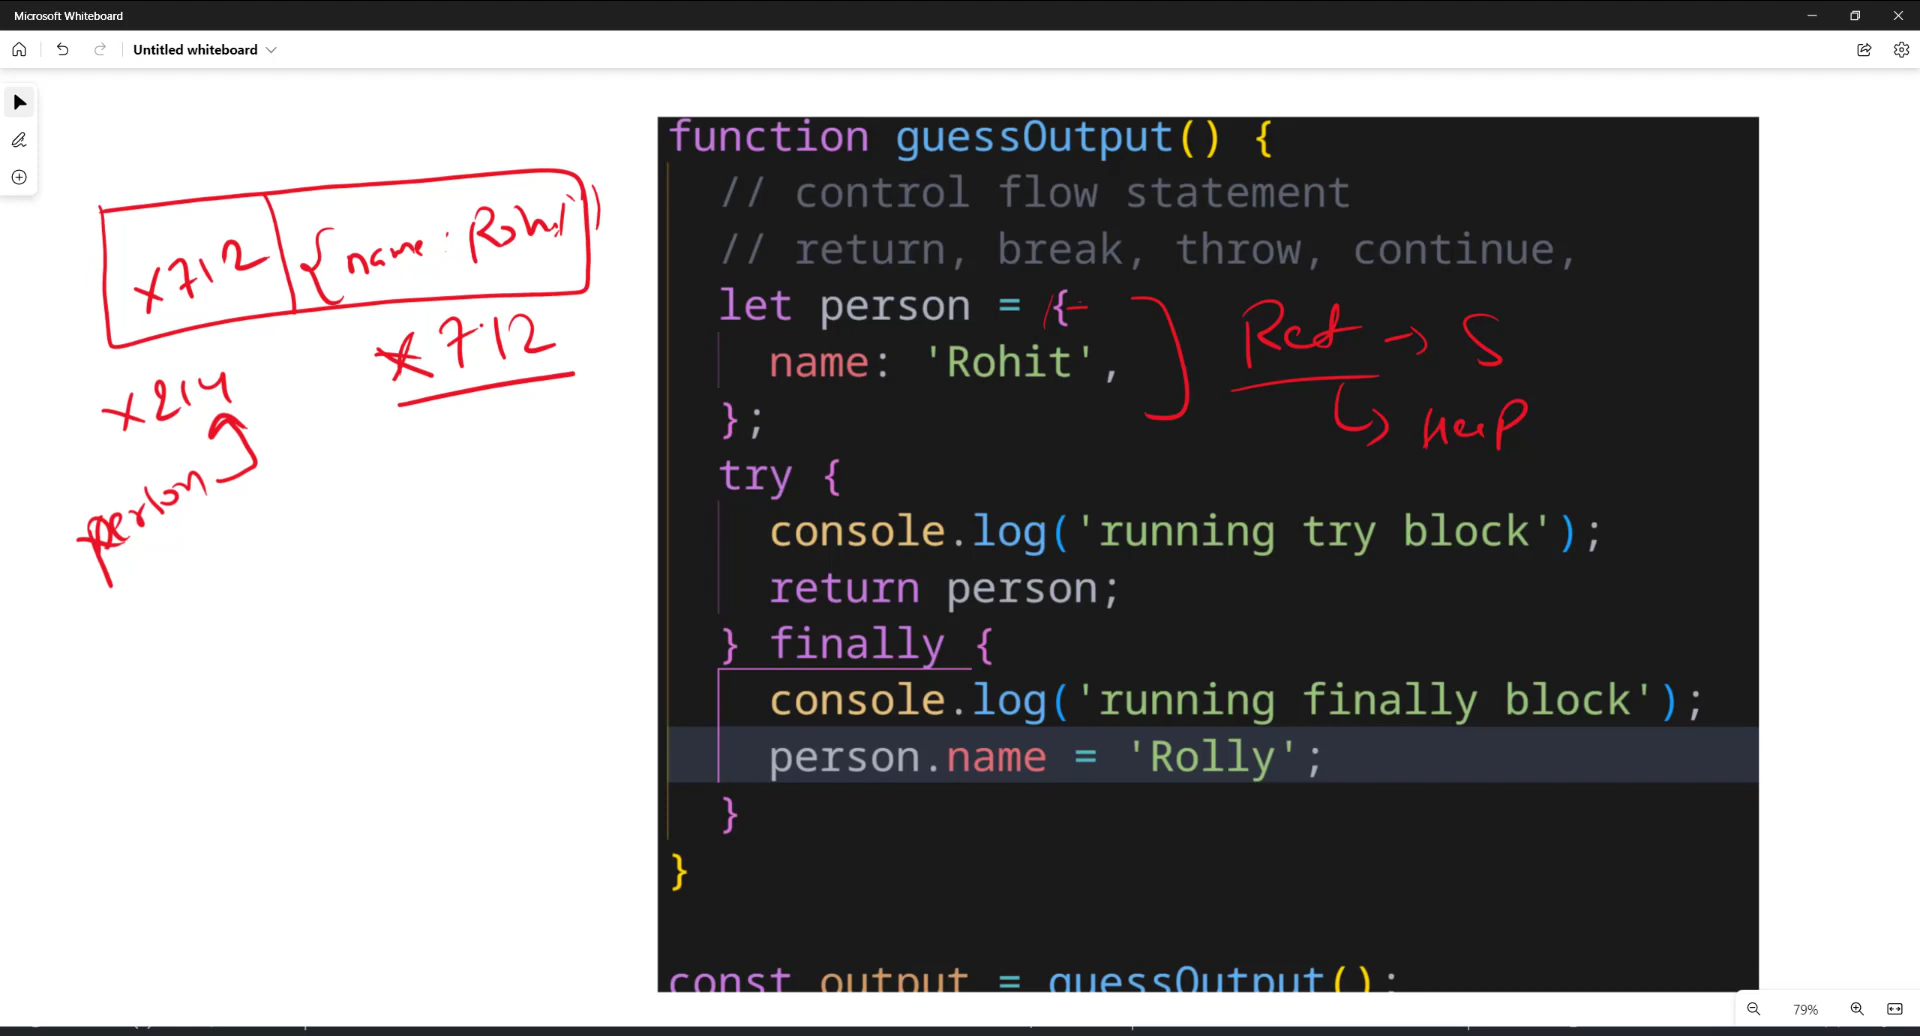 Microsoft Whiteboard
Untitled whiteboard
x712 {name: Rohit
x712
x214
person
function guessOutput() {
// control flow statement
// return, break, throw, continue,
let person = {
name: 'Rohit',
};
try {
console.log('running try block');
return person;
} finally {
console.log('running finally block');
person.name = 'Rolly';
}
}
const output = guessOutput();
Ref → S
Heap
79%